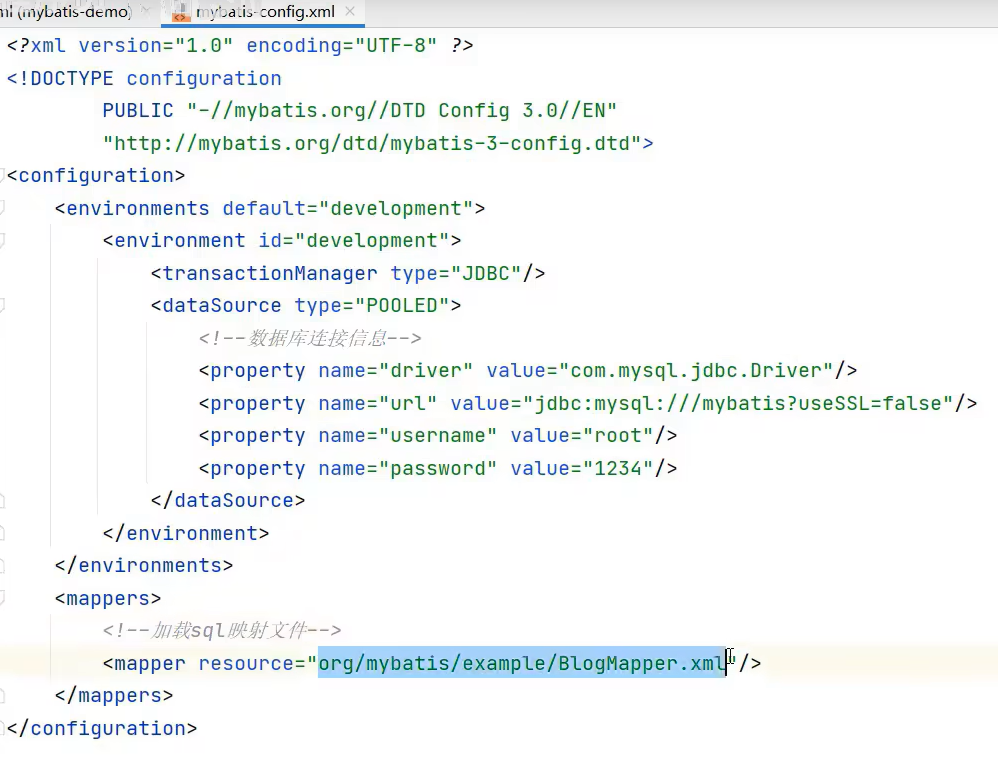 ml (mybatis-demo) × mybatis-config.xml ×
<?xml version="1.0" encoding="UTF-8" ?>
<!DOCTYPE configuration
        PUBLIC "-//mybatis.org//DTD Config 3.0//EN"
        "http://mybatis.org/dtd/mybatis-3-config.dtd">
<configuration>
    <environments default="development">
        <environment id="development">
            <transactionManager type="JDBC"/>
            <dataSource type="POOLED">
                <!--数据库连接信息-->
                <property name="driver" value="com.mysql.jdbc.Driver"/>
                <property name="url" value="jdbc:mysql:///mybatis?useSSL=false"/>
                <property name="username" value="root"/>
                <property name="password" value="1234"/>
            </dataSource>
        </environment>
    </environments>
    <mappers>
        <!--加载sql映射文件-->
        <mapper resource="org/mybatis/example/BlogMapper.xml"/>
    </mappers>
</configuration>